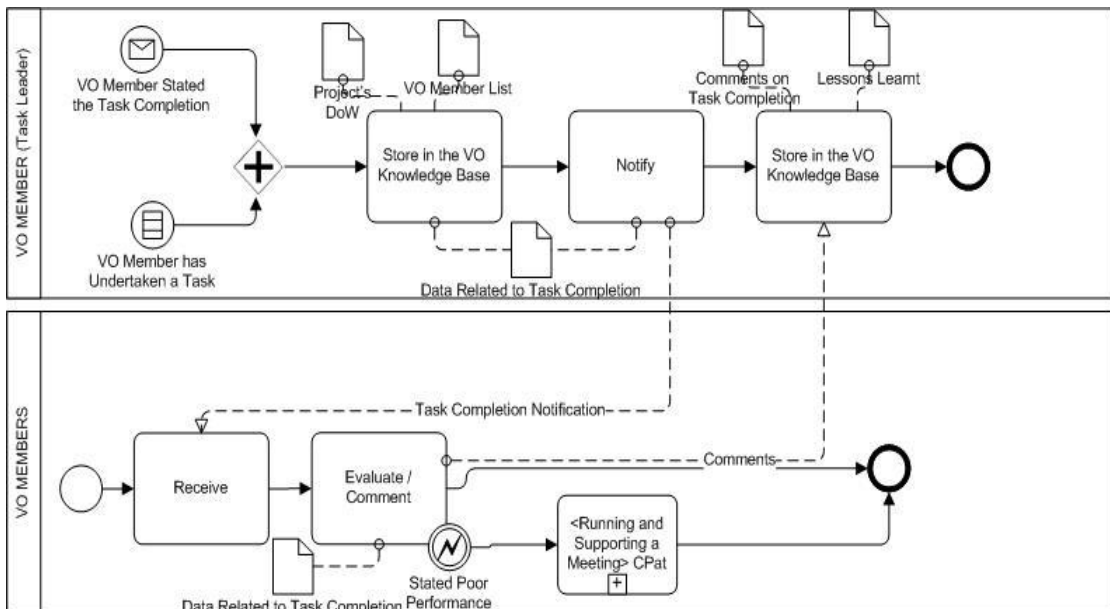 VO MEMBER (Task Leader)
VO Member Stated
the Task Completion
VO Member has
Undertaken a Task
Project's
DoW
VO Member List
Store in the VO
Knowledge Base
Notify
Comments on
Task Completion
Lessons Learnt
Store in the VO
Knowledge Base
Data Related to Task Completion
VO MEMBERS
Task Completion Notification
Receive
Evaluate /
Comment
Comments
<Running and
Supporting a
Meeting> CPat
Stated Poor
Performance
Data Related to Task Completion